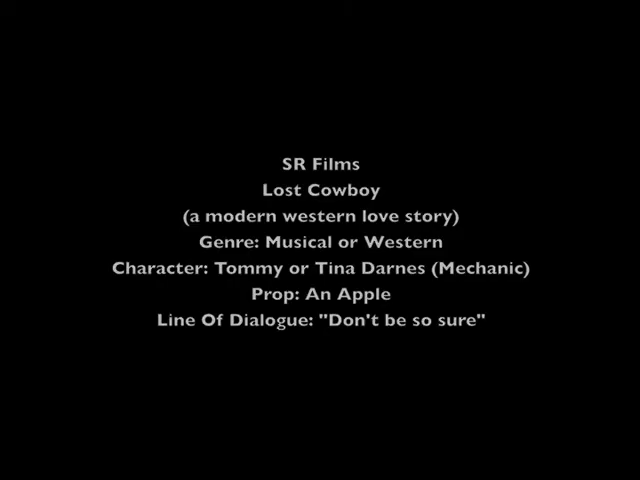 SR Films
Lost Cowboy
(a modern western love story)
Genre: Musical or Western
Character: Tommy or Tina Darnes (Mechanic)
Prop: An Apple
Line Of Dialogue: "Don't be so sure"